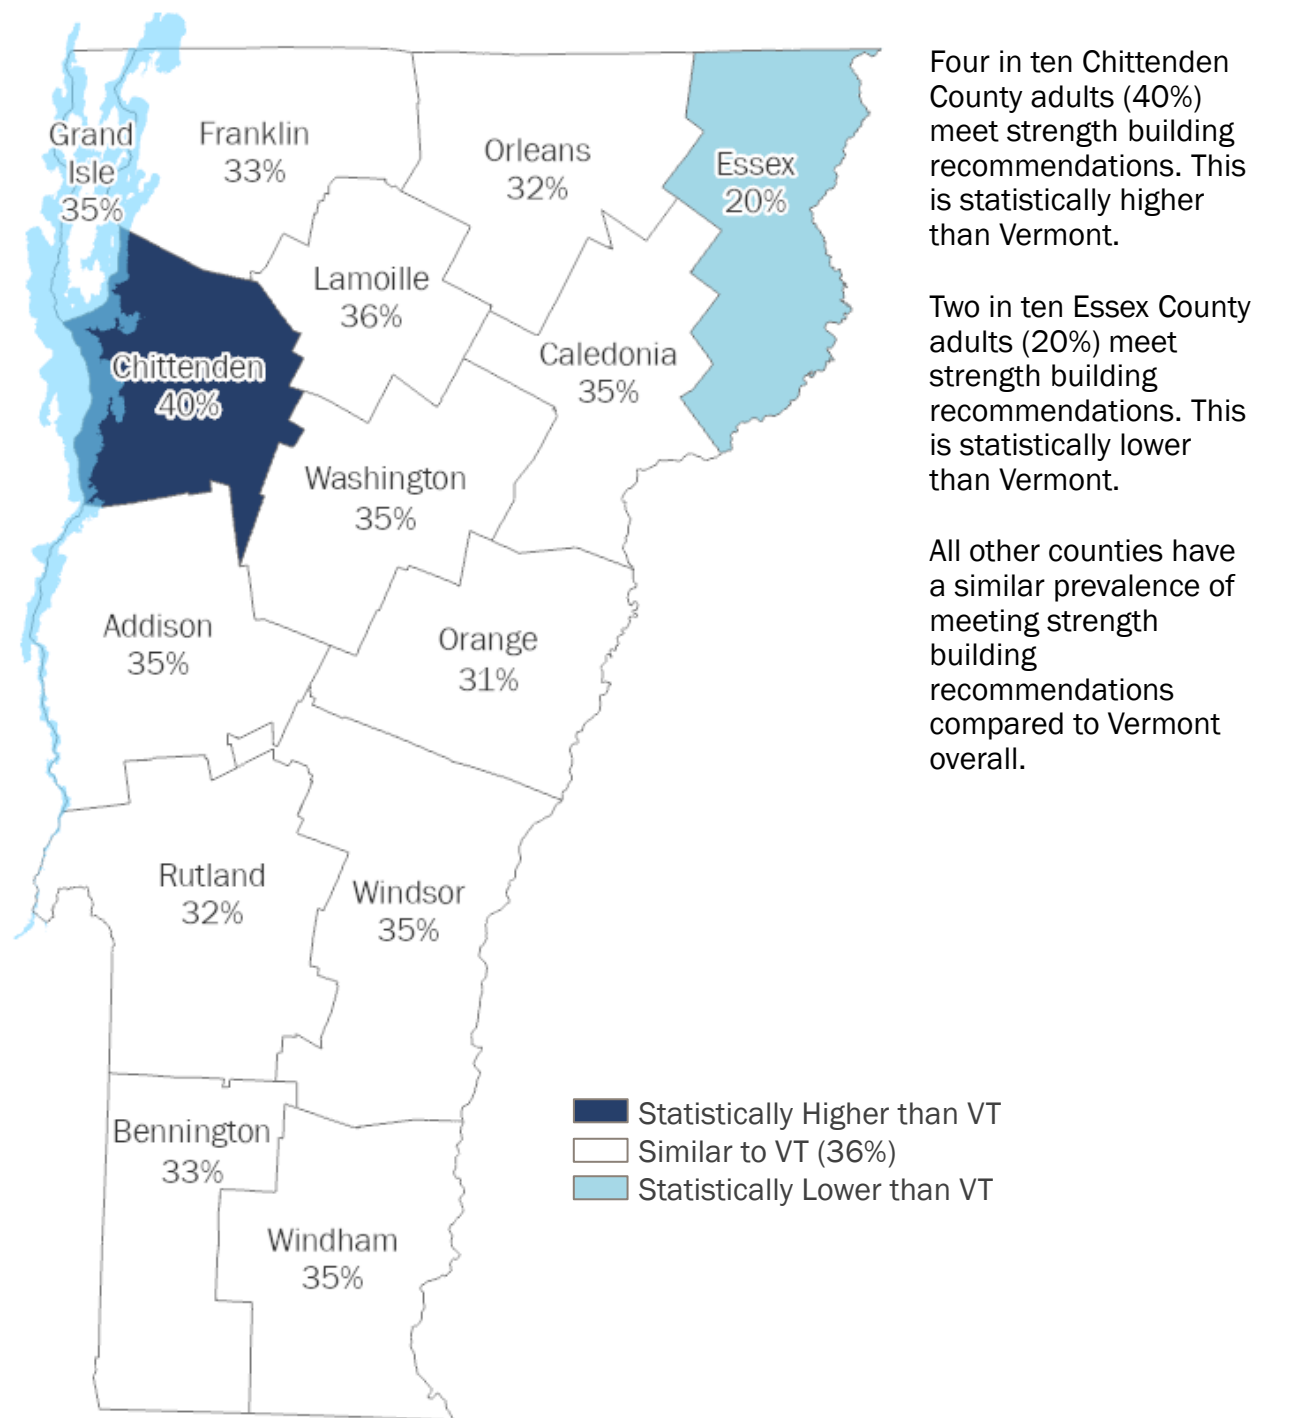 Grand
Isle
35%
Franklin
33%
Orleans
32%
Essex
20%
Lamoille
36%
Chittenden
40%
Caledonia
35%
Washington
35%
Addison
35%
Orange
31%
Rutland
32%
Windsor
35%
Bennington
33%
Windham
35%
Four in ten Chittenden
County adults (40%)
meet strength building
recommendations. This
is statistically higher
than Vermont.
Two in ten Essex County
adults (20%) meet
strength building
recommendations. This
is statistically lower
than Vermont.
All other counties have
a similar prevalence of
meeting strength
building
recommendations
compared to Vermont
overall.
Statistically Higher than VT
Similar to VT (36%)
Statistically Lower than VT